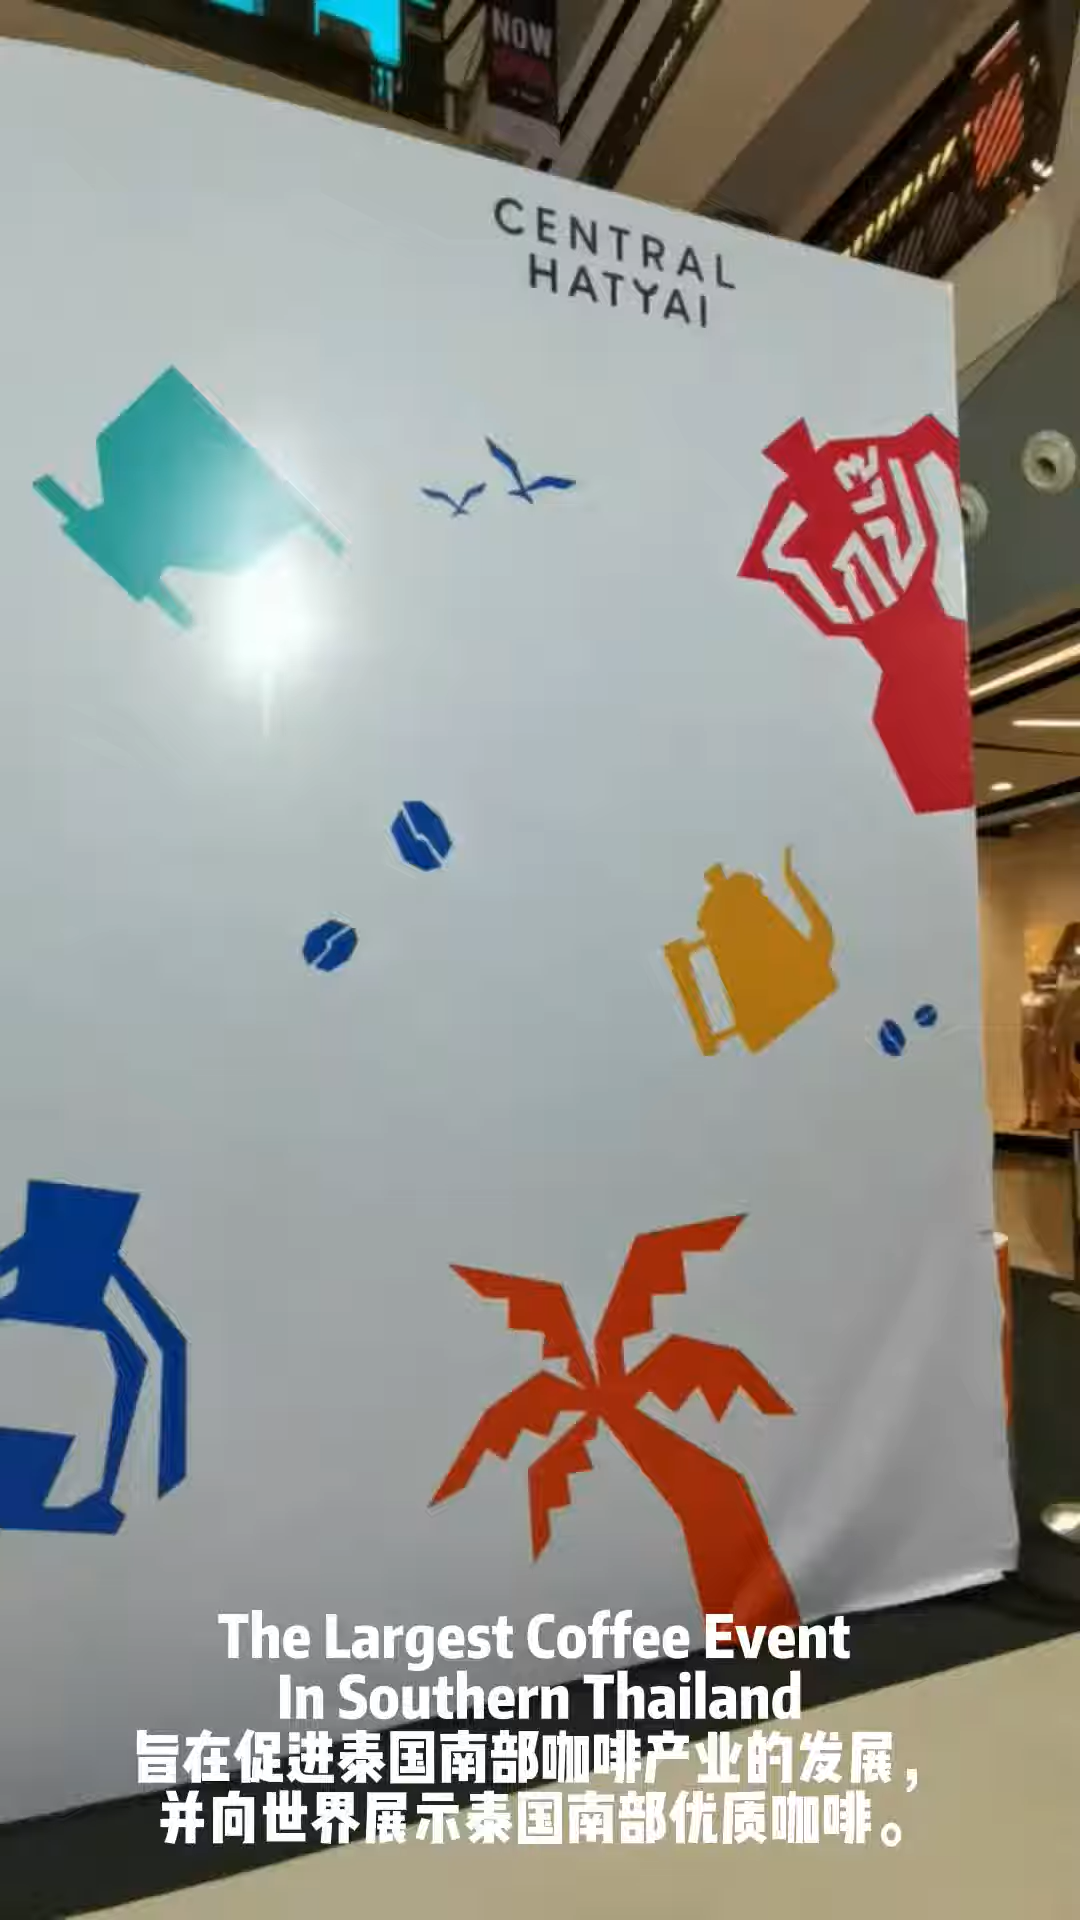 NOW
CENTRAL
HATYAI
The Largest Coffee Event
In Southern Thailand
旨在促进泰国南部咖啡产业的发展，
并向世界展示泰国南部优质咖啡。